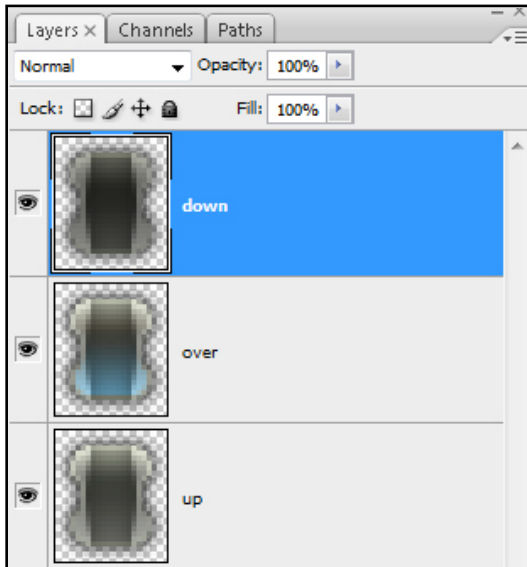 Layers × Channels Paths
Normal Opacity: 100%
Lock: Fill: 100%
down
over
up